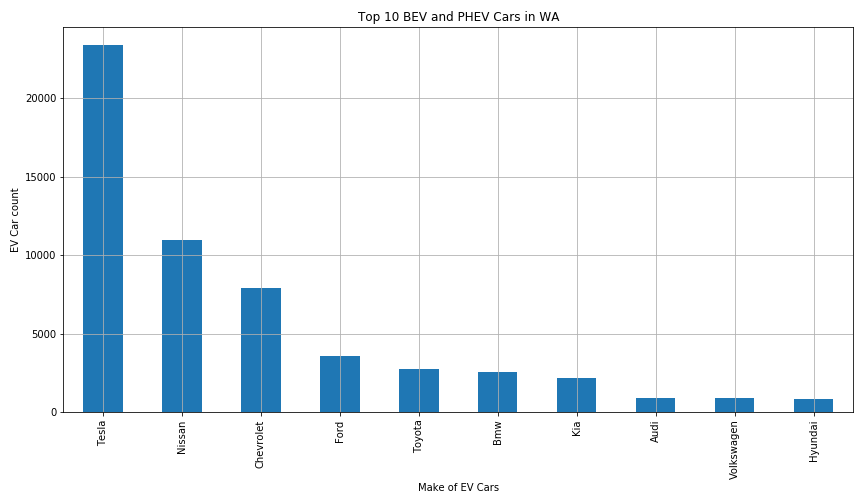 Top 10 BEV and PHEV Cars in WA
EV Car count
20000
15000
10000
5000
0
Tesla
Nissan
Chevrolet
Ford
Toyota
Bmw
Kia
Audi
Volkswagen
Hyundai
Make of EV Cars